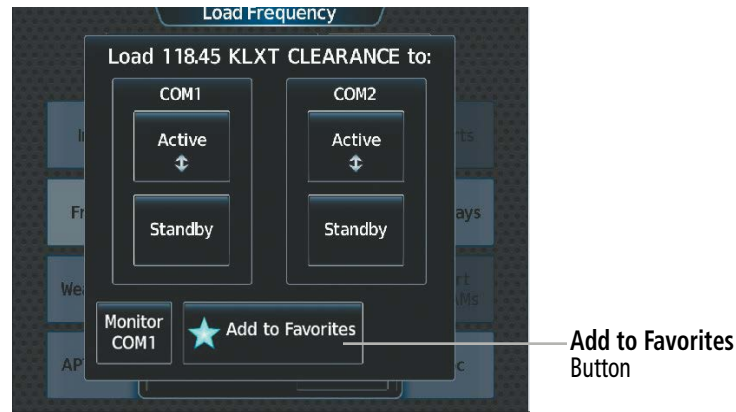 Load Frequency
Load 118.45 KLXT CLEARANCE to:
COM1
COM2
Active
Active
Standby
Standby
Monitor
COM1
Add to Favorites
Add to Favorites
Button